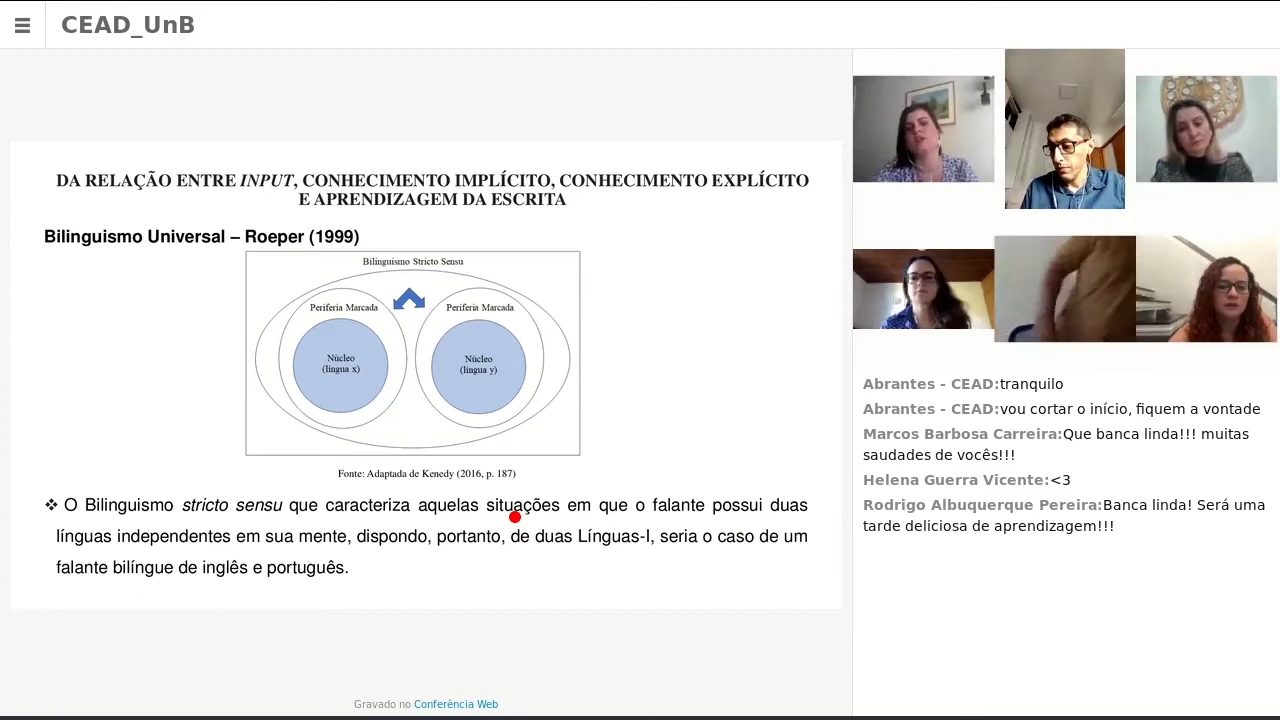 CEAD_UnB
DA RELAÇÃO ENTRE INPUT, CONHECIMENTO IMPLÍCITO, CONHECIMENTO EXPLÍCITO
E APRENDIZAGEM DA ESCRITA
Bilinguismo Universal – Roeper (1999)
Bilinguismo Stricto Sensu
Periferia Marcada
Periferia Marcada
Núcleo
(língua x)
Núcleo
(língua y)
Fonte: Adaptada de Kenedy (2016, p. 187)
❖ O Bilinguismo stricto sensu que caracteriza aquelas situações em que o falante possui duas
línguas independentes em sua mente, dispondo, portanto, de duas Línguas-I, seria o caso de um
falante bilíngue de inglês e português.
Gravado no Conferência Web
Abrantes - CEAD:tranquilo
Abrantes - CEAD:vou cortar o início, fiquem a vontade
Marcos Barbosa Carreira:Que banca linda!!! muitas
saudades de vocês!!!
Helena Guerra Vicente:<3
Rodrigo Albuquerque Pereira:Banca linda! Será uma
tarde deliciosa de aprendizagem!!!